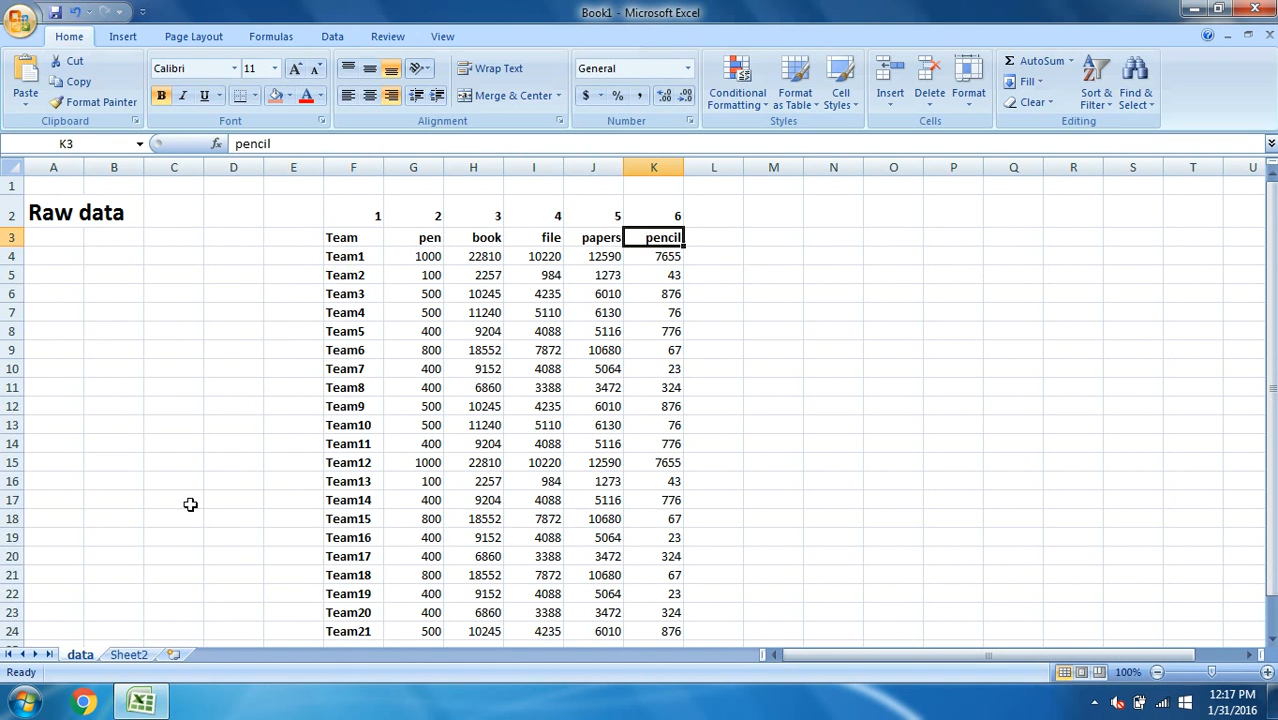 Book1 - Microsoft Excel
Home Insert Page Layout Formulas Data Review View
Paste Cut Copy Format Painter
Calibri 11
B I U A
Wrap Text
Merge & Center
General
$ % ,
Conditional Formatting
Format as Table
Cell Styles
Insert Delete Format
AutoSum
Fill
Clear
Sort & Filter
Find & Select
Clipboard Font Alignment Number Styles Cells Editing
K3 fx pencil
A B C D E F G H I J K L M N O P Q R S T U
1
2 Raw data 1 2 3 4 5 6
3 Team pen book file papers pencil
4 Team1 1000 22810 10220 12590 7655
5 Team2 100 2257 984 1273 43
6 Team3 500 10245 4235 6010 876
7 Team4 500 11240 5110 6130 76
8 Team5 400 9204 4088 5116 776
9 Team6 800 18552 7872 10680 67
10 Team7 400 9152 4088 5064 23
11 Team8 400 6860 3388 3472 324
12 Team9 500 10245 4235 6010 876
13 Team10 500 11240 5110 6130 76
14 Team11 400 9204 4088 5116 776
15 Team12 1000 22810 10220 12590 7655
16 Team13 100 2257 984 1273 43
17 Team14 400 9204 4088 5116 776
18 Team15 800 18552 7872 10680 67
19 Team16 400 9152 4088 5064 23
20 Team17 400 6860 3388 3472 324
21 Team18 800 18552 7872 10680 67
22 Team19 400 9152 4088 5064 23
23 Team20 400 6860 3388 3472 324
24 Team21 500 10245 4235 6010 876
data Sheet2
Ready 100%
12:17 PM
1/31/2016